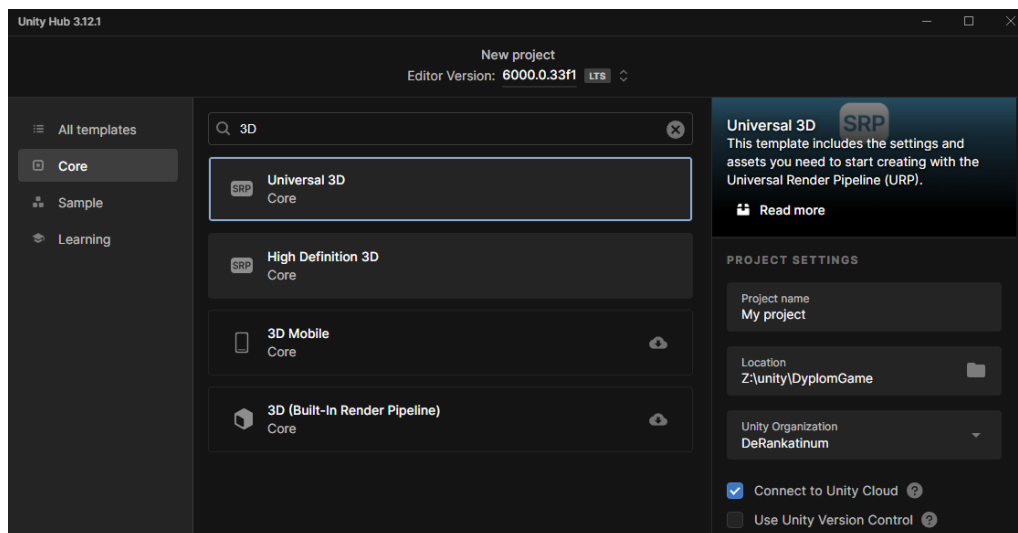 Unity Hub 3.12.1
New project
Editor Version: 6000.0.33f1 LTS
All templates
Core
Sample
Learning
3D
SRP
Universal 3D
Core
SRP
High Definition 3D
Core
3D Mobile
Core
3D (Built-In Render Pipeline)
Core
SRP
Universal 3D
This template includes the settings and
assets you need to start creating with the
Universal Render Pipeline (URP).
Read more
PROJECT SETTINGS
Project name
My project
Location
Z:\unity\DyplomGame
Unity Organization
DeRankatinum
Connect to Unity Cloud ?
Use Unity Version Control ?